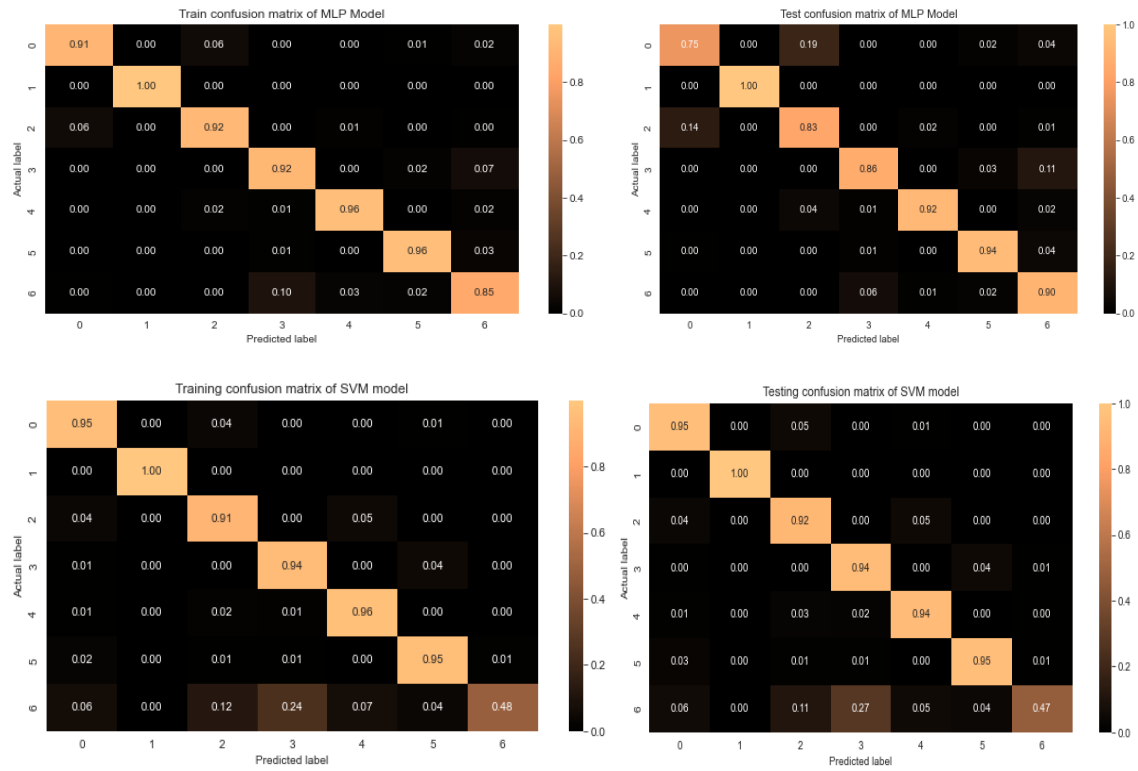 Train confusion matrix of MLP Model
Actual label
0 0.91 0.00 0.06 0.00 0.00 0.01 0.02
1 0.00 1.00 0.00 0.00 0.00 0.00 0.00
2 0.06 0.00 0.92 0.00 0.01 0.00 0.00
3 0.00 0.00 0.00 0.92 0.00 0.02 0.07
4 0.00 0.00 0.02 0.01 0.96 0.00 0.02
5 0.00 0.00 0.00 0.01 0.00 0.96 0.03
6 0.00 0.00 0.00 0.10 0.03 0.02 0.85
0 1 2 3 4 5 6
Predicted label
0.8
0.6
0.4
0.2
0.0
Test confusion matrix of MLP Model
Actual label
0 0.75 0.00 0.19 0.00 0.00 0.02 0.04
1 0.00 1.00 0.00 0.00 0.00 0.00 0.00
2 0.14 0.00 0.83 0.00 0.02 0.00 0.01
3 0.00 0.00 0.00 0.86 0.00 0.03 0.11
4 0.00 0.00 0.04 0.01 0.92 0.00 0.02
5 0.00 0.00 0.00 0.01 0.00 0.94 0.04
6 0.00 0.00 0.00 0.06 0.01 0.02 0.90
0 1 2 3 4 5 6
Predicted label
1.0
0.8
0.6
0.4
0.2
0.0
Training confusion matrix of SVM model
Actual label
0 0.95 0.00 0.04 0.00 0.00 0.01 0.00
1 0.00 1.00 0.00 0.00 0.00 0.00 0.00
2 0.04 0.00 0.91 0.00 0.05 0.00 0.00
3 0.01 0.00 0.00 0.94 0.00 0.04 0.00
4 0.01 0.00 0.02 0.01 0.96 0.00 0.00
5 0.02 0.00 0.01 0.01 0.00 0.95 0.01
6 0.06 0.00 0.12 0.24 0.07 0.04 0.48
0 1 2 3 4 5 6
Predicted label
0.8
0.6
0.4
0.2
0.0
Testing confusion matrix of SVM model
Actual label
0 0.95 0.00 0.05 0.00 0.01 0.00 0.00
1 0.00 1.00 0.00 0.00 0.00 0.00 0.00
2 0.04 0.00 0.92 0.00 0.05 0.00 0.00
3 0.00 0.00 0.00 0.94 0.00 0.04 0.01
4 0.01 0.00 0.03 0.02 0.94 0.00 0.00
5 0.03 0.00 0.01 0.01 0.00 0.95 0.01
6 0.06 0.00 0.11 0.27 0.05 0.04 0.47
0 1 2 3 4 5 6
Predicted label
1.0
0.8
0.6
0.4
0.2
0.0